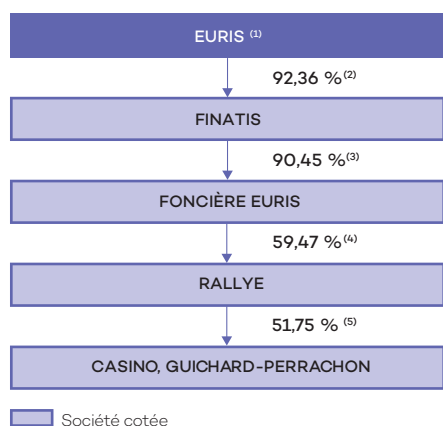 EURIS (1)
92,36 % (2)
FINATIS
90,45 % (3)
FONCIÈRE EURIS
59,47 % (4)
RALLYE
51,75 % (5)
CASINO, GUICHARD-PERRACHON
Société cotée